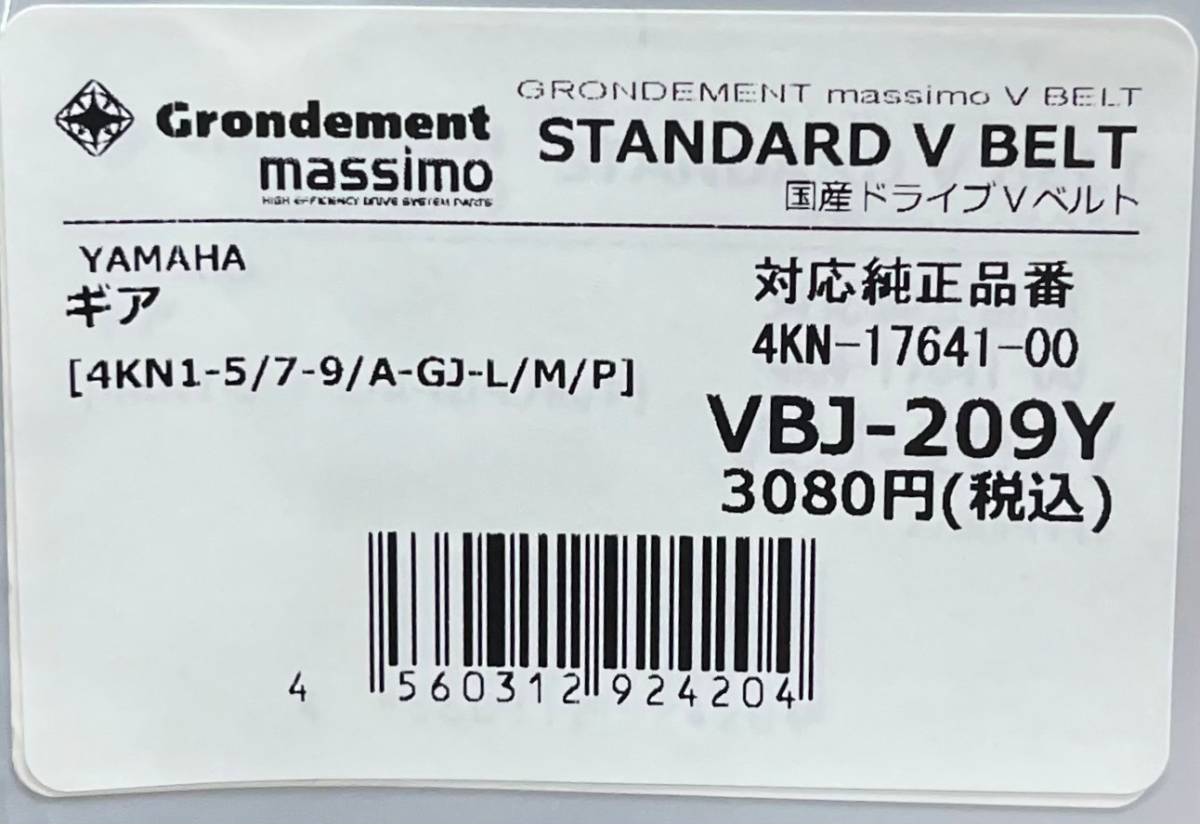 Grondement
massimo
HIGH EFFICIENCY DRIVE SYSTEM PARTS
GRONDEMENT massimo V BELT
STANDARD V BELT
国産ドライブVベルト
YAMAHA
ギア
[4KN1-5/7-9/A-GJ-L/M/P]
対応純正品番
4KN-17641-00
VBJ-209Y
3080円(税込)
4 560312 924204